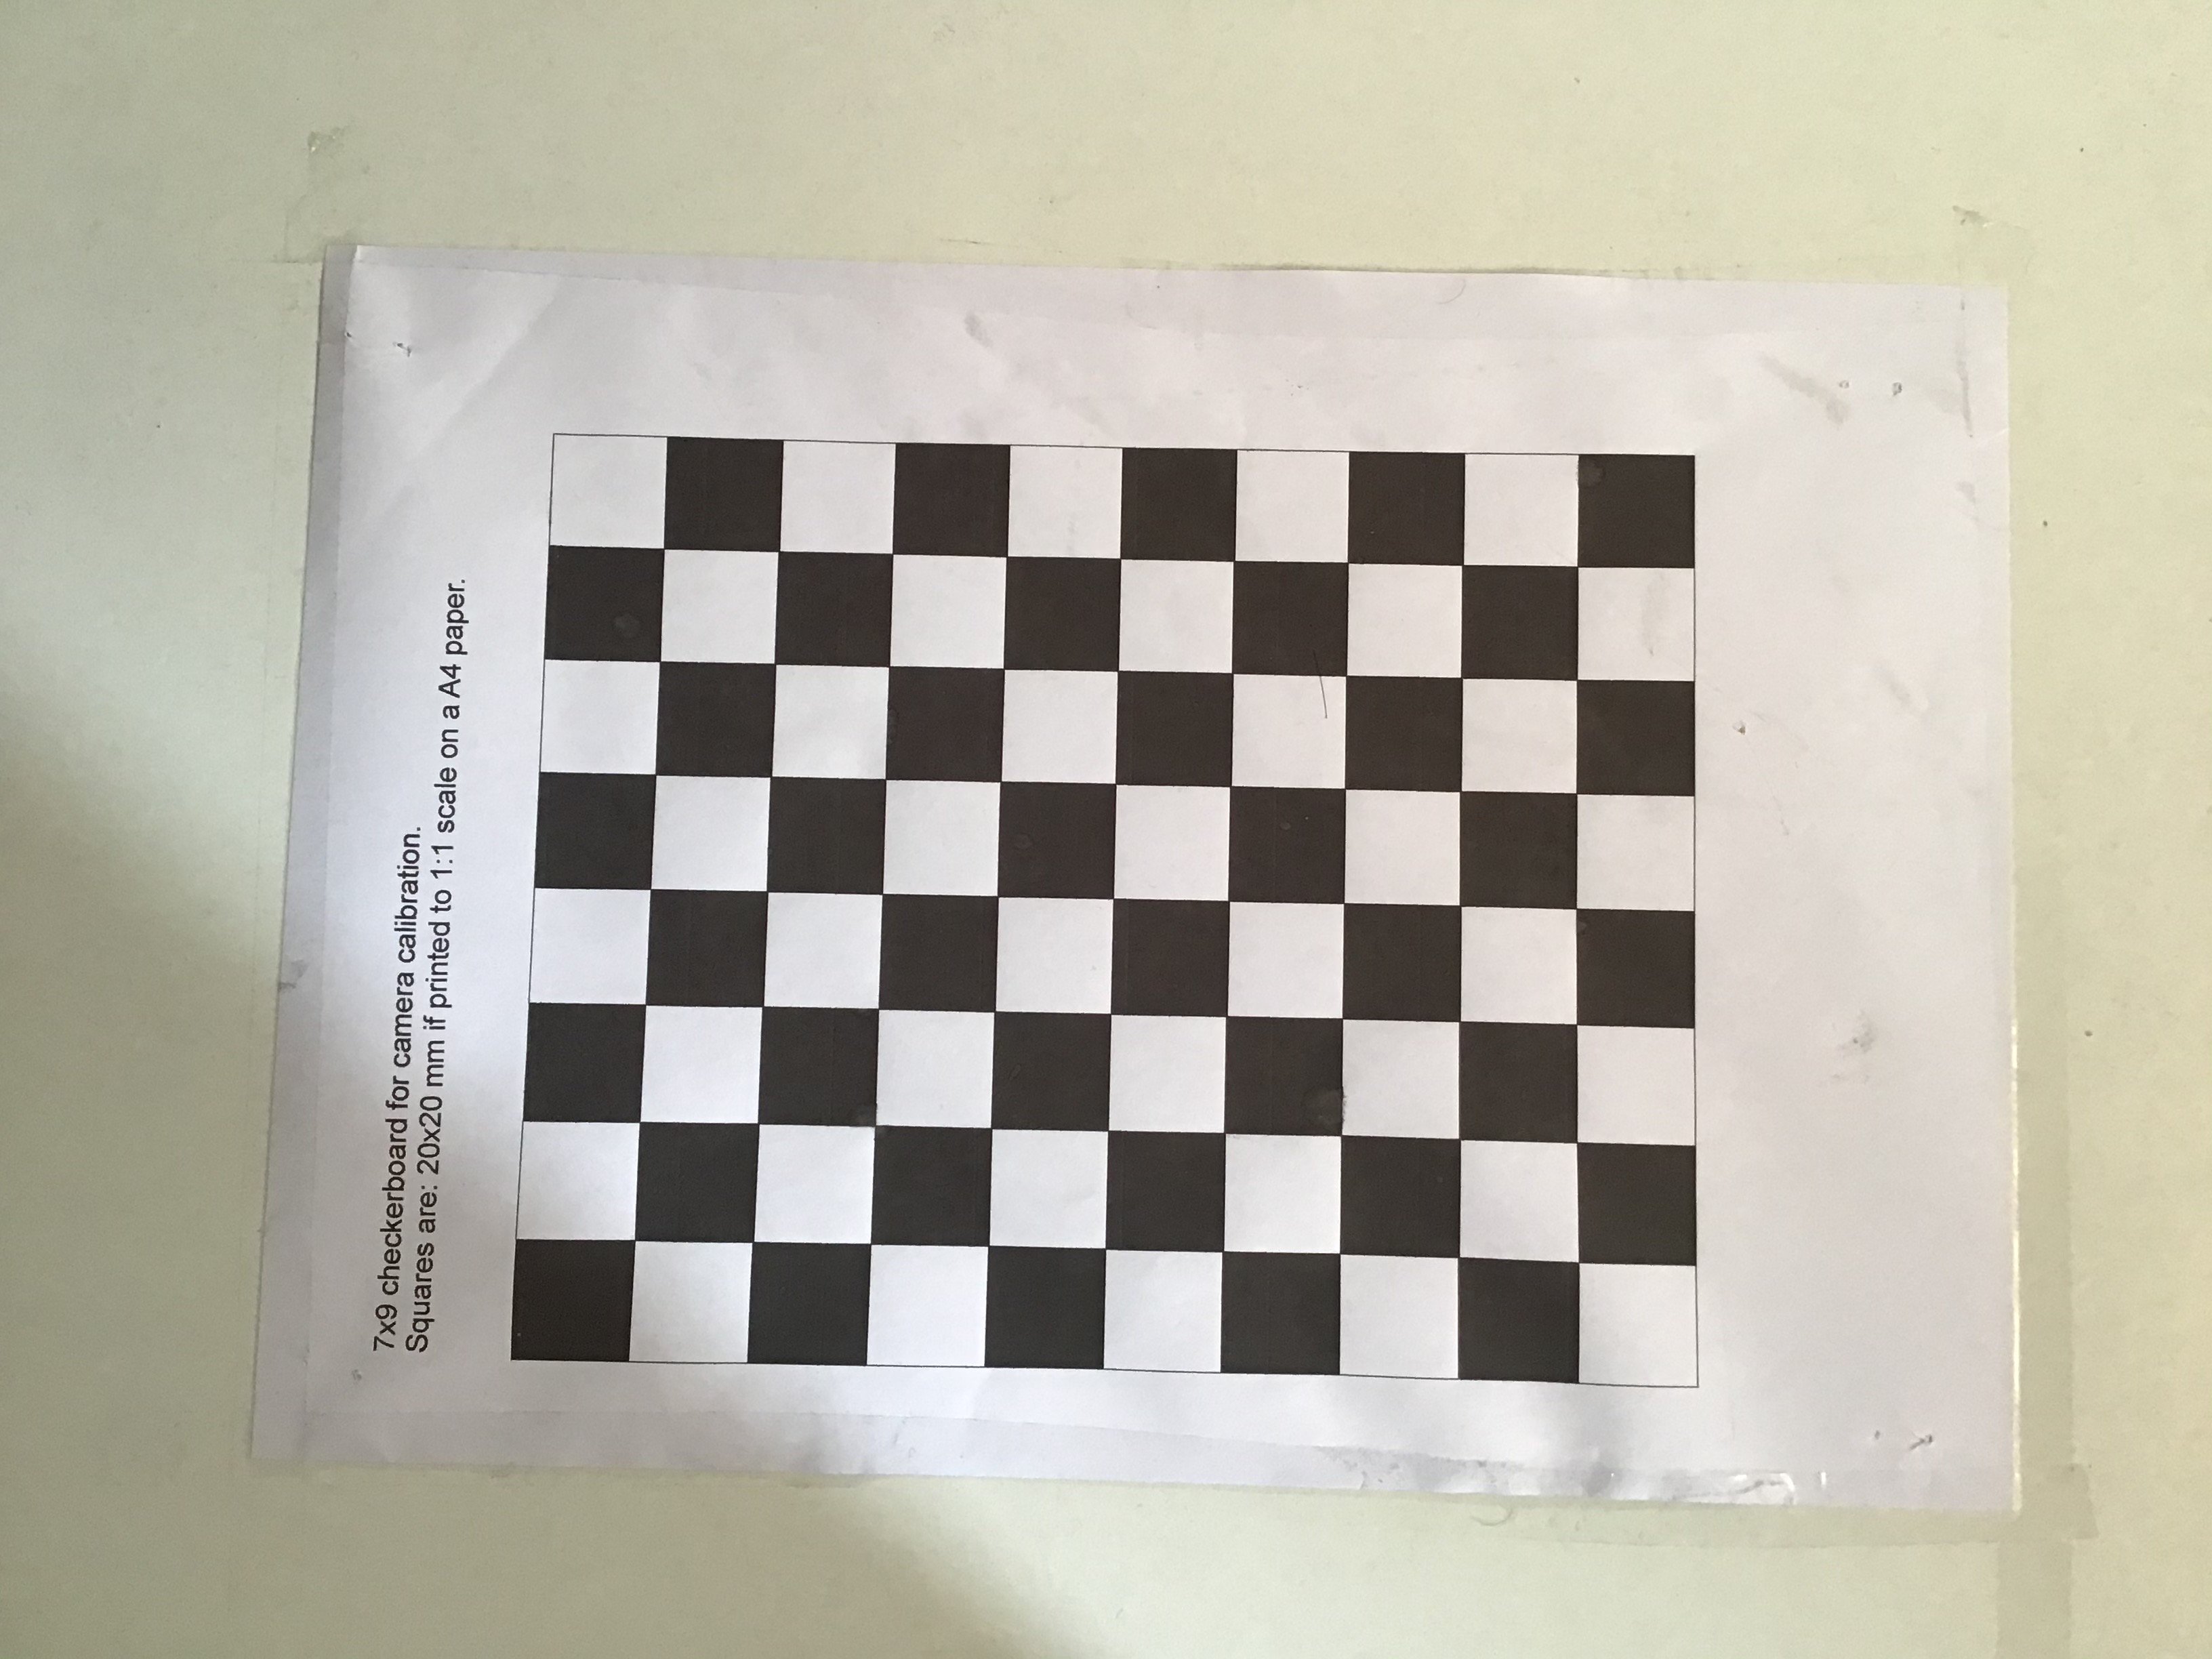 7x9 checkerboard for camera calibration.
Squares are: 20x20 mm if printed to 1:1 scale on a A4 paper.